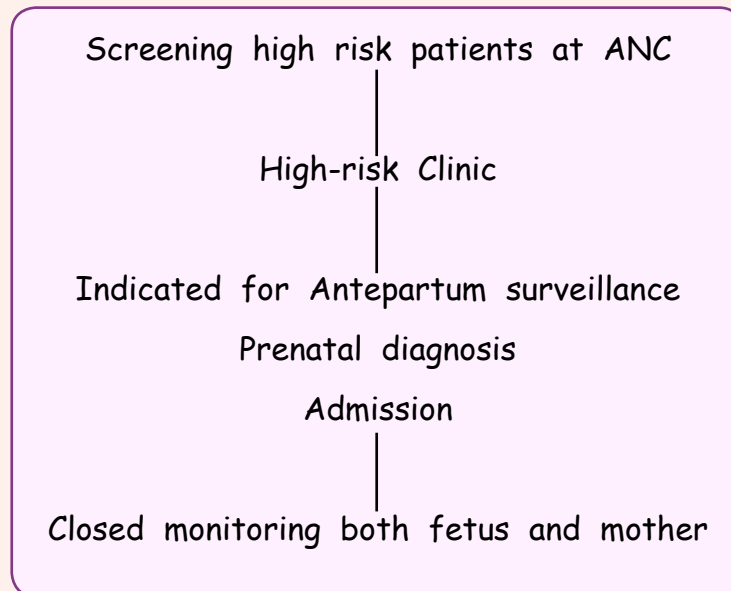 Screening high risk patients at ANC
High-risk Clinic
Indicated for Antepartum surveillance
Prenatal diagnosis
Admission
Closed monitoring both fetus and mother